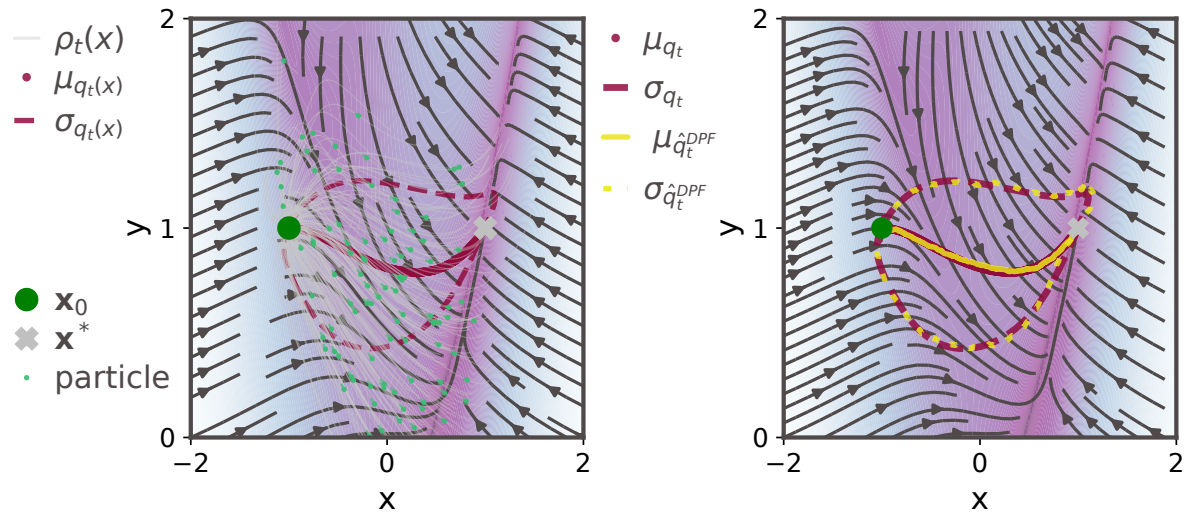 ρ_t(x)
μ_{q_t(x)}
σ_{q_t(x)}
x_0
x^*
particle
2
y
1
0
−2
0
2
x
μ_{q_t}
σ_{q_t}
μ_{\hat{q}_t^{DPF}}
σ_{\hat{q}_t^{DPF}}
2
y
1
0
−2
0
2
x